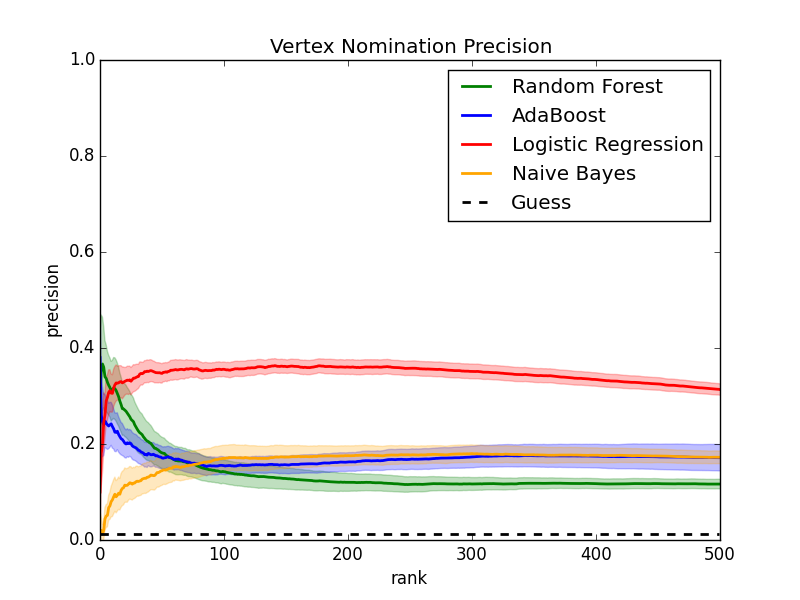 Vertex Nomination Precision
1.0
0.8
0.6
0.4
0.2
0.0
precision
Random Forest
AdaBoost
Logistic Regression
Naive Bayes
Guess
0 100 200 300 400 500
rank